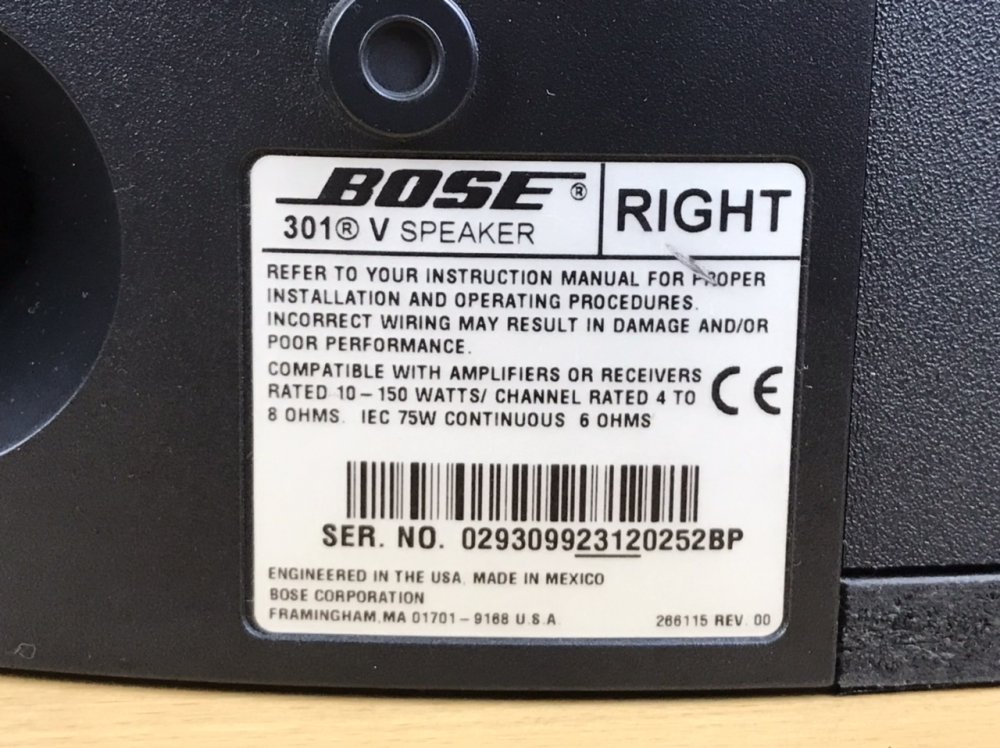 BOSE®
301® V SPEAKER
RIGHT
REFER TO YOUR INSTRUCTION MANUAL FOR PROPER
INSTALLATION AND OPERATING PROCEDURES.
INCORRECT WIRING MAY RESULT IN DAMAGE AND/OR
POOR PERFORMANCE.
COMPATIBLE WITH AMPLIFIERS OR RECEIVERS
RATED 10-150 WATTS/ CHANNEL RATED 4 TO
8 OHMS. IEC 75W CONTINUOUS 6 OHMS
CE
SER. NO. 029309923120252BP
ENGINEERED IN THE USA, MADE IN MEXICO
BOSE CORPORATION
FRAMINGHAM, MA 01701-9168 U.S.A.
266115 REV. 00